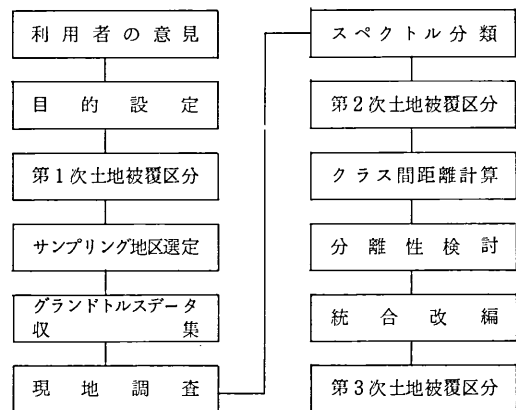 利用者の意見
目的設定
第1次土地被覆区分
サンプリング地区選定
グランドトルスデータ
収集
現地調査
スペクトル分類
第2次土地被覆区分
クラス間距離計算
分離性検討
統合改編
第3次土地被覆区分